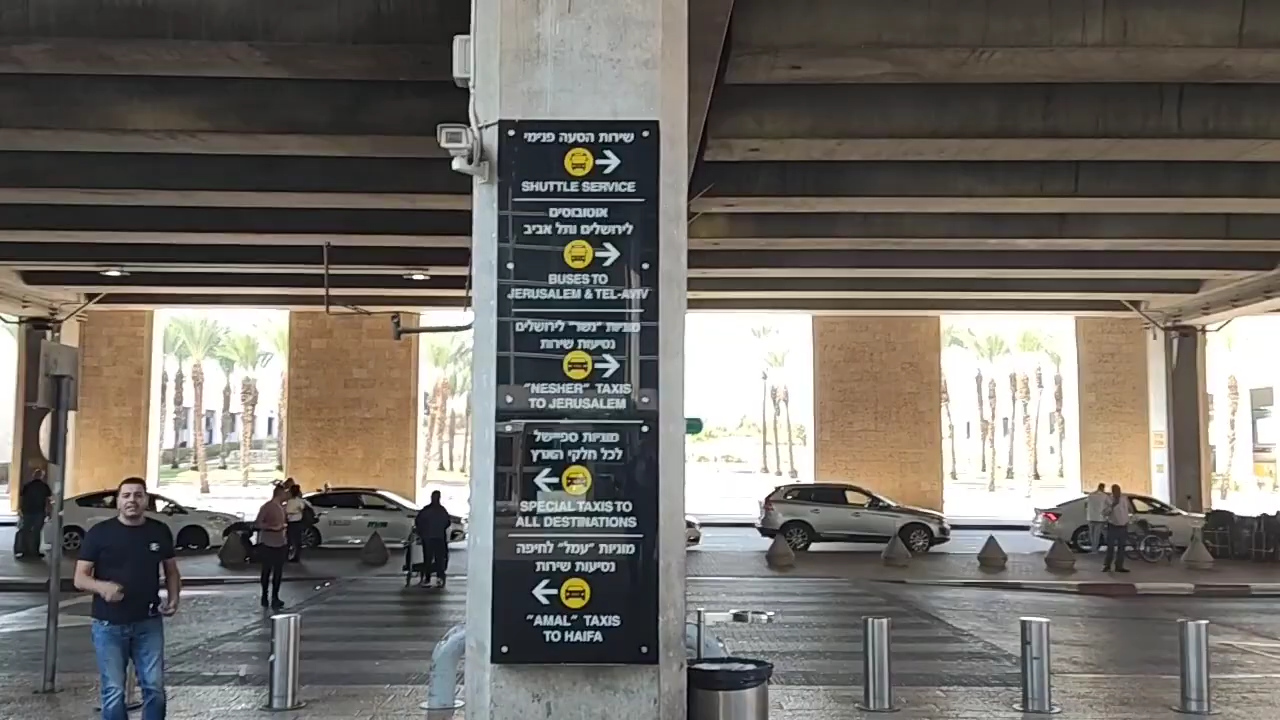 שירות הסעה פנימי
SHUTTLE SERVICE
אוטובוסים
לירושלים ותל אביב
BUSES TO
JERUSALEM & TEL-AVIV
מוניות "נשר" לירושלים
נסיעות שירות
"NESHER" TAXIS
TO JERUSALEM
מוניות ספיישל
לכל חלקי הארץ
SPECIAL TAXIS TO
ALL DESTINATIONS
מוניות "עמל" לחיפה
נסיעות שירות
"AMAL" TAXIS
TO HAIFA